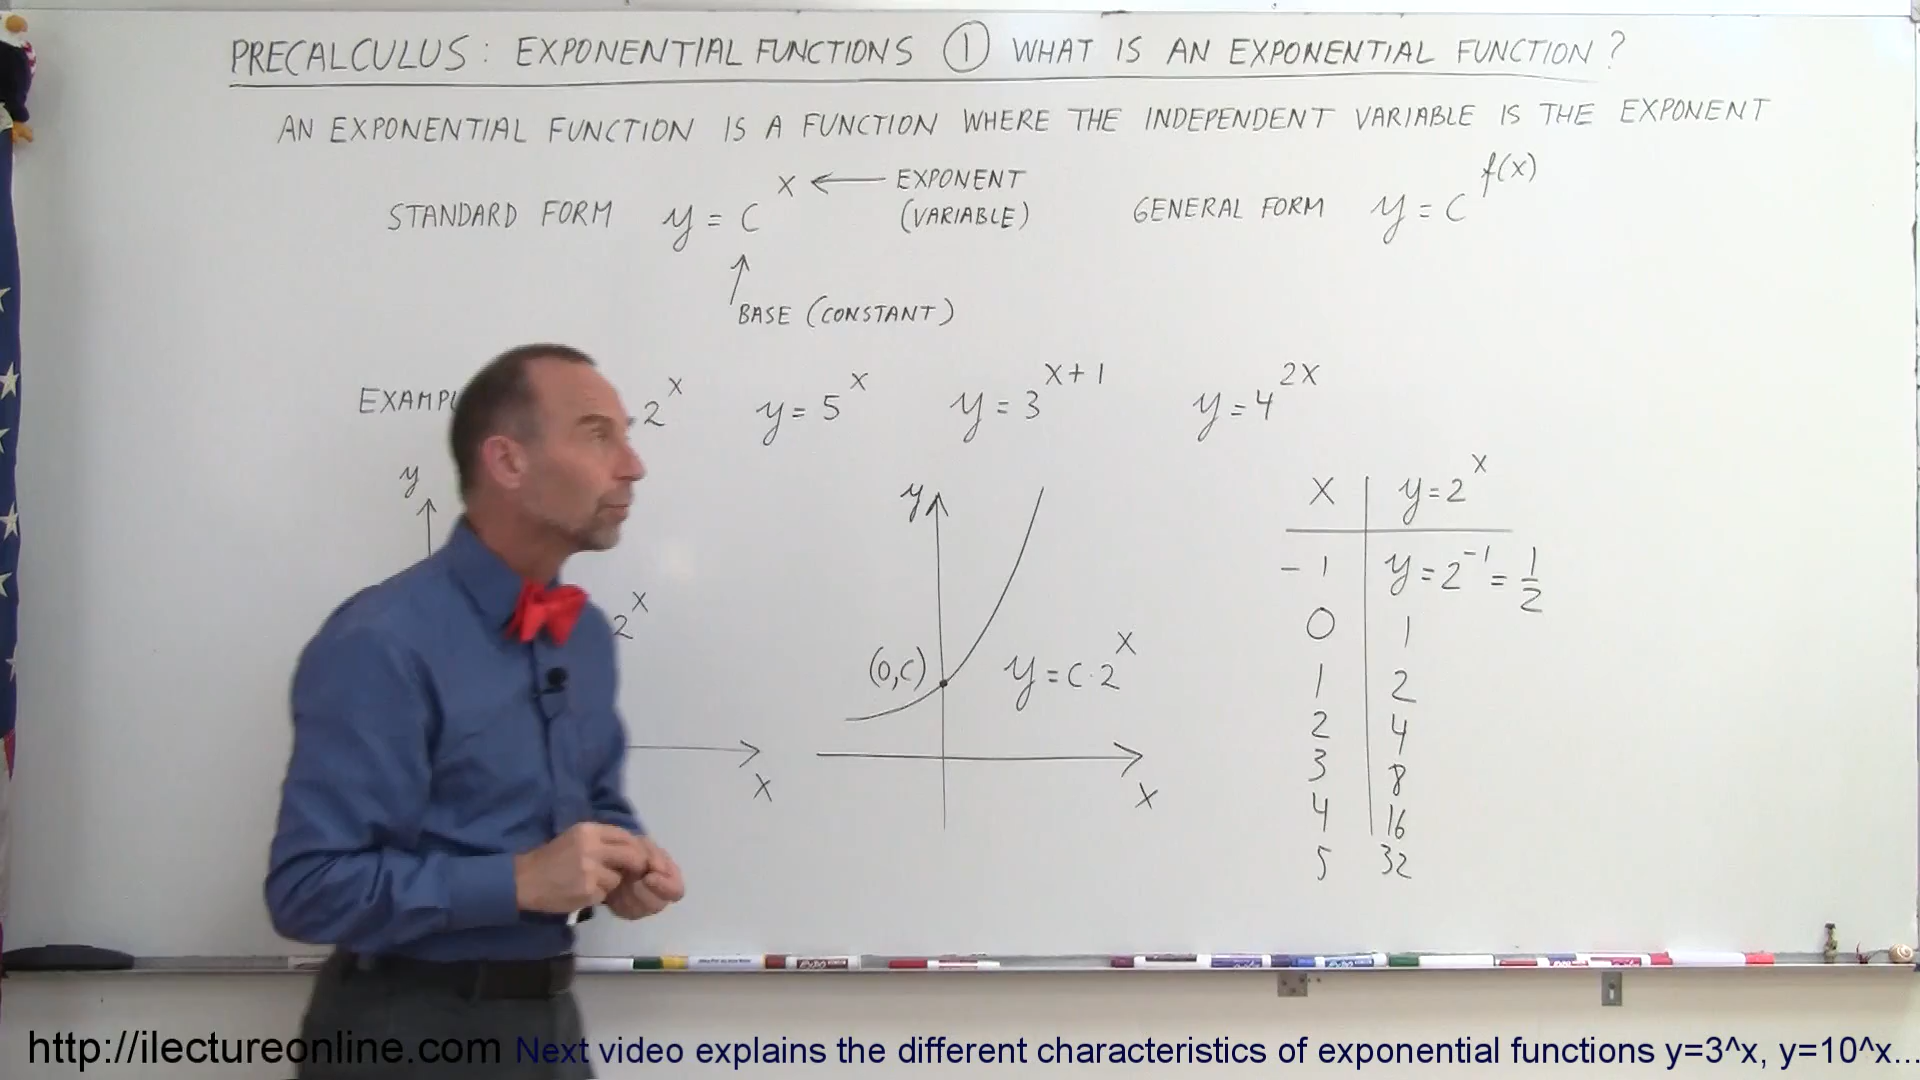 PRECALCULUS: EXPONENTIAL FUNCTIONS ① WHAT IS AN EXPONENTIAL FUNCTION?
AN EXPONENTIAL FUNCTION IS A FUNCTION WHERE THE INDEPENDENT VARIABLE IS THE EXPONENT
STANDARD FORM y = c^x ← EXPONENT (VARIABLE)
↑ BASE (CONSTANT)
GENERAL FORM y = c^f(x)
EXAMPL 2^x y = 5^x y = 3^(x+1) y = 4^(2x)
y
2^x
x
y
(0,c)
y = c·2^x
x
x | y = 2^x
-1 | y = 2^-1 = 1/2
0 | 1
1 | 2
2 | 4
3 | 8
4 | 16
5 | 32
http://ilectureonline.com Next video explains the different characteristics of exponential functions y=3^x, y=10^x...